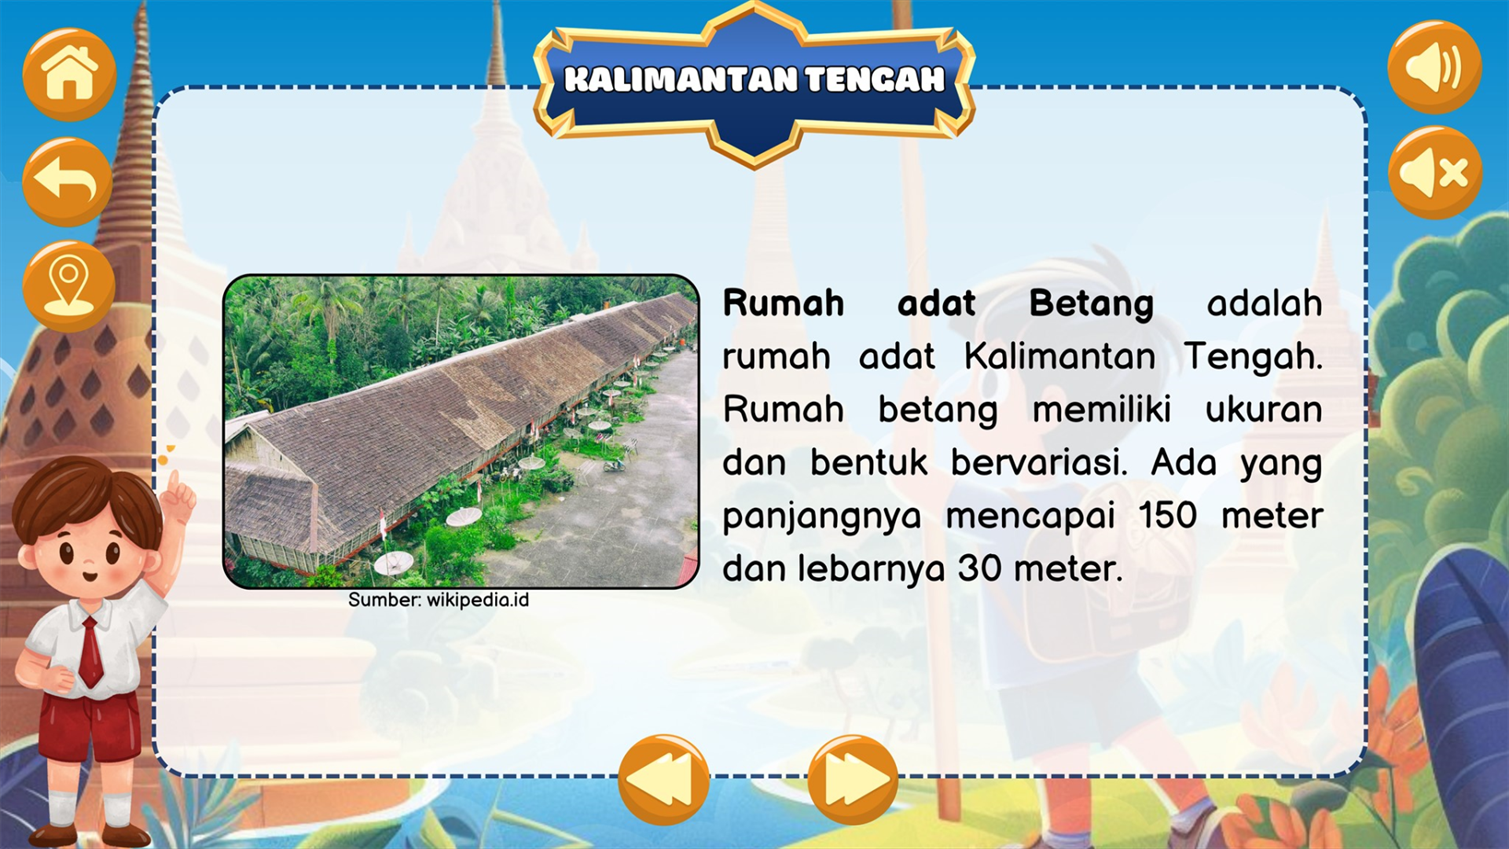 KALIMANTAN TENGAH
Rumah adat Betang adalah
rumah adat Kalimantan Tengah.
Rumah betang memiliki ukuran
dan bentuk bervariasi. Ada yang
panjangnya mencapai 150 meter
dan lebarnya 30 meter.
Sumber: wikipedia.id